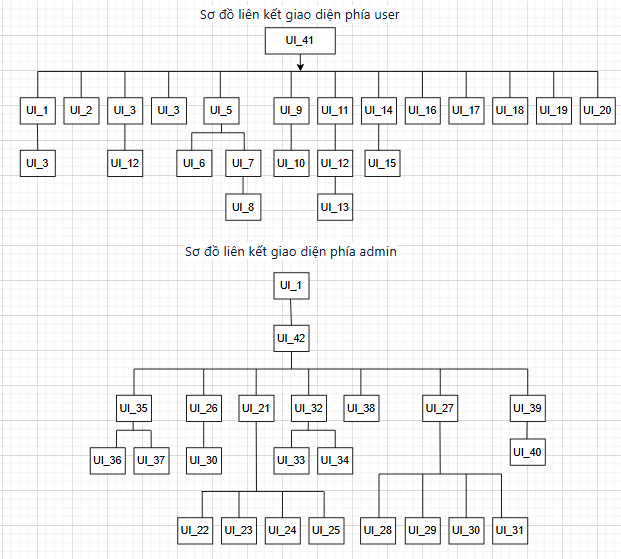 Sơ đồ liên kết giao diện phía user
UI_41
UI_1 UI_2 UI_3 UI_3 UI_5 UI_9 UI_11 UI_14 UI_16 UI_17 UI_18 UI_19 UI_20
UI_3 UI_12 UI_6 UI_7 UI_10 UI_12 UI_15
UI_8 UI_13
Sơ đồ liên kết giao diện phía admin
UI_1
UI_42
UI_35 UI_26 UI_21 UI_32 UI_38 UI_27 UI_39
UI_36 UI_37 UI_30 UI_33 UI_34 UI_40
UI_22 UI_23 UI_24 UI_25 UI_28 UI_29 UI_30 UI_31